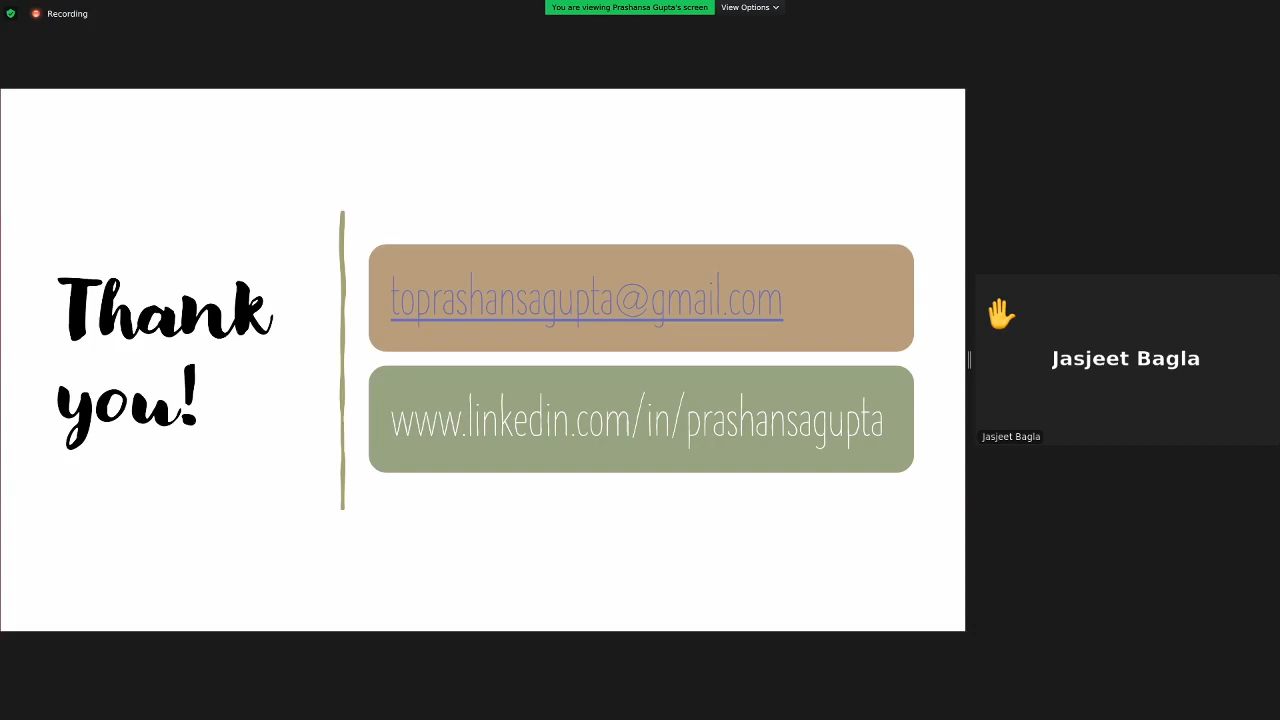 Recording
You are viewing Prashansa Gupta's screen
View Options
Thank
you!
toprashansagupta@gmail.com
www.linkedin.com/in/prashansagupta
Jasjeet Bagla
Jasjeet Bagla